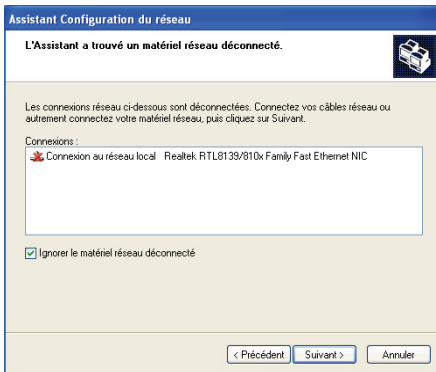 Assistant Configuration du réseau
L'Assistant a trouvé un matériel réseau déconnecté.
Les connexions réseau ci-dessous sont déconnectées. Connectez vos câbles réseau ou
autrement connectez votre matériel réseau, puis cliquez sur Suivant.
Connexions :
Connexion au réseau local Realtek RTL8139/810x Family Fast Ethernet NIC
Ignorer le matériel réseau déconnecté
< Précédent Suivant > Annuler